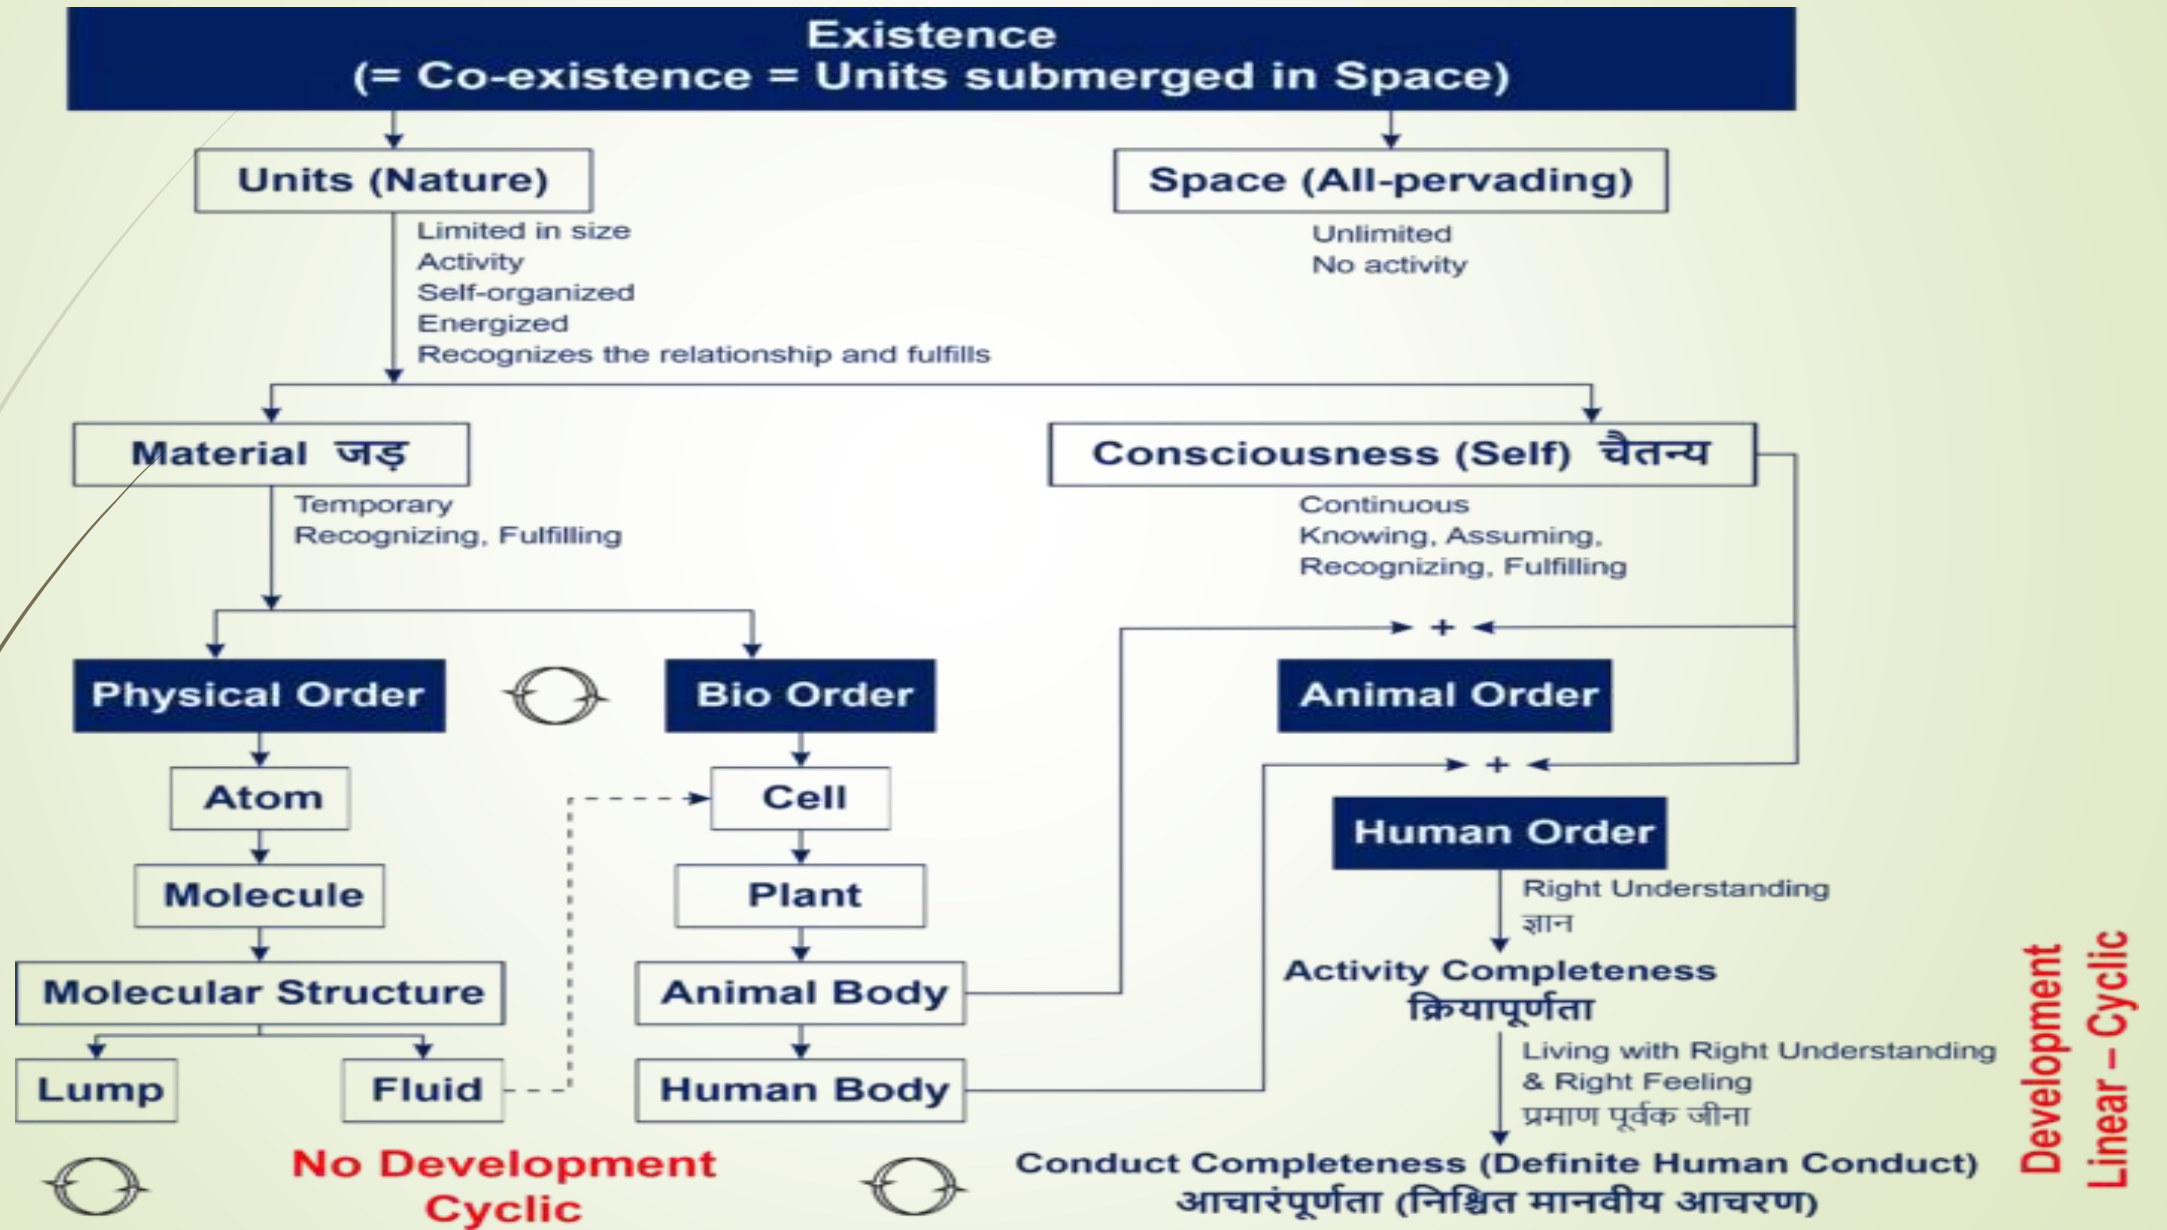 Existence
(= Co-existence = Units submerged in Space)
Units (Nature)
Space (All-pervading)
Limited in size
Activity
Self-organized
Energized
Recognizes the relationship and fulfills
Unlimited
No activity
Material जड़
Consciousness (Self) चैतन्य
Temporary
Recognizing, Fulfilling
Continuous
Knowing, Assuming,
Recognizing, Fulfilling
+
Physical Order
Bio Order
Animal Order
+
Atom
Cell
Human Order
Molecule
Plant
Right Understanding
ज्ञान
Molecular Structure
Animal Body
Activity Completeness
क्रियापूर्णता
Lump
Fluid
Human Body
Living with Right Understanding
& Right Feeling
प्रमाण पूर्वक जीना
No Development
Cyclic
Conduct Completeness (Definite Human Conduct)
आचारंपूर्णता (निश्चित मानवीय आचरण)
Development
Linear – Cyclic